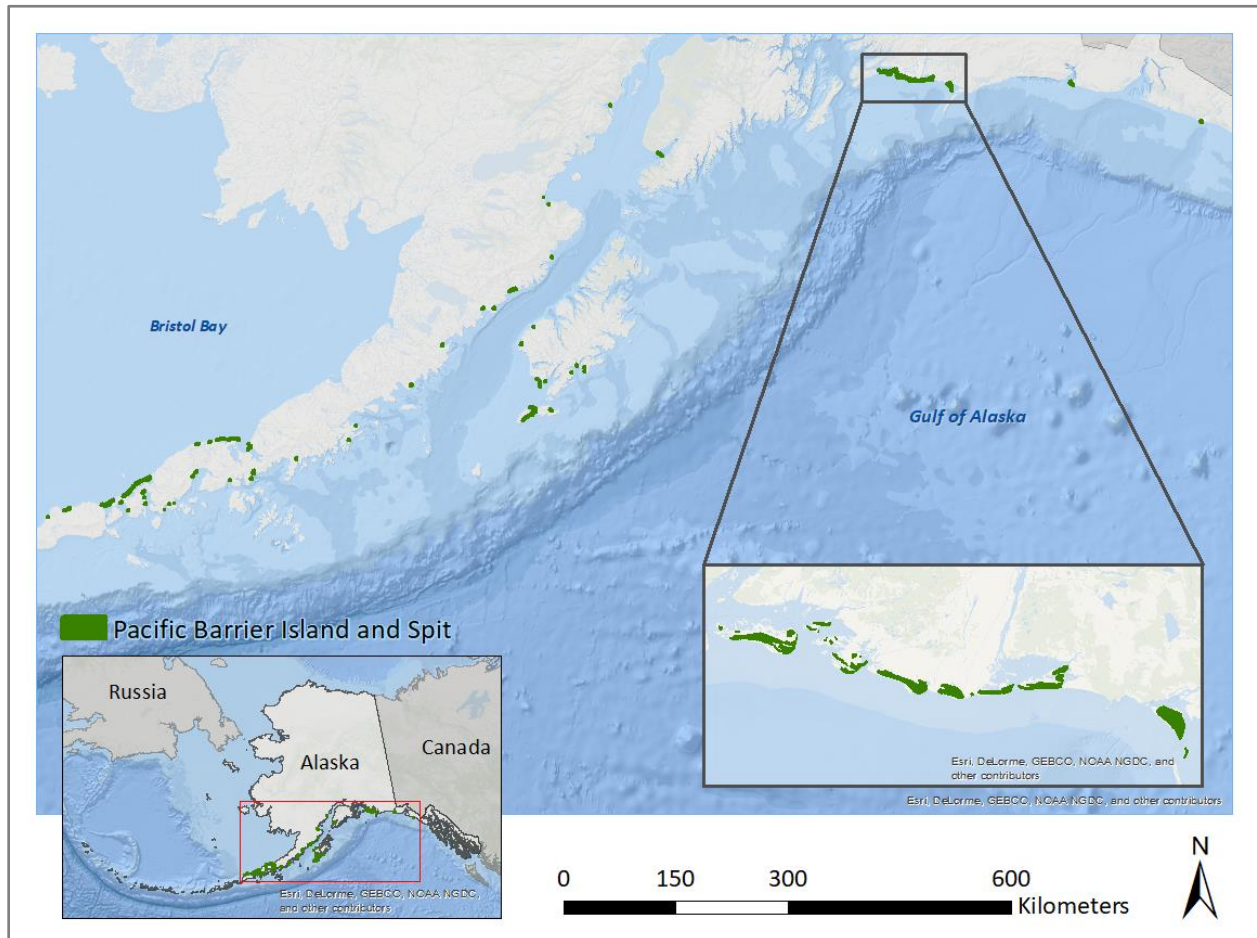 Bristol Bay
Gulf of Alaska
Pacific Barrier Island and Spit
Russia
Alaska
Canada
Esri, DeLorme, GEBCO, NOAA NGDC,
and other contributors
Esri, DeLorme, GEBCO, NOAA NGDC, and
other contributors
Esri, DeLorme, GEBCO, NOAA NGDC, and other contributors
0 150 300 600
Kilometers
N